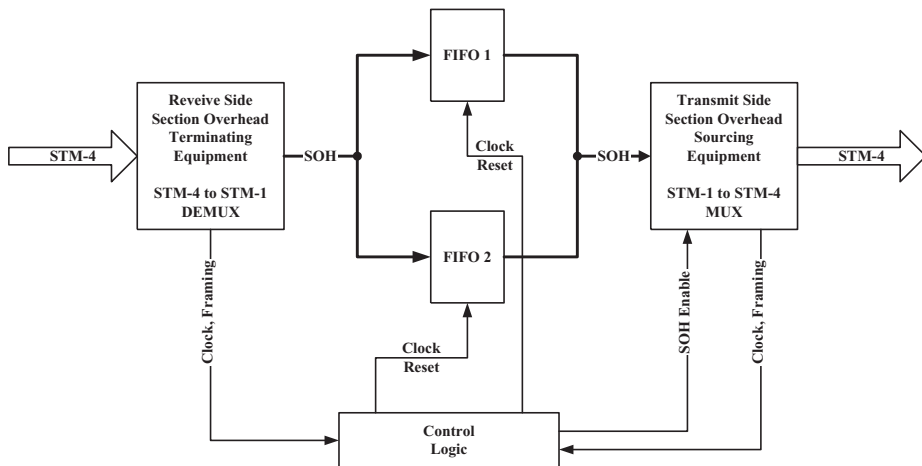 FIFO 1
Reveive Side
Section Overhead
Terminating
Equipment
STM-4 to STM-1
DEMUX
Transmit Side
Section Overhead
Sourcing
Equipment
STM-1 to STM-4
MUX
STM-4
SOH
Clock
Reset
SOH
STM-4
FIFO 2
Clock, Framing
Clock
Reset
SOH Enable
Clock, Framing
Control
Logic